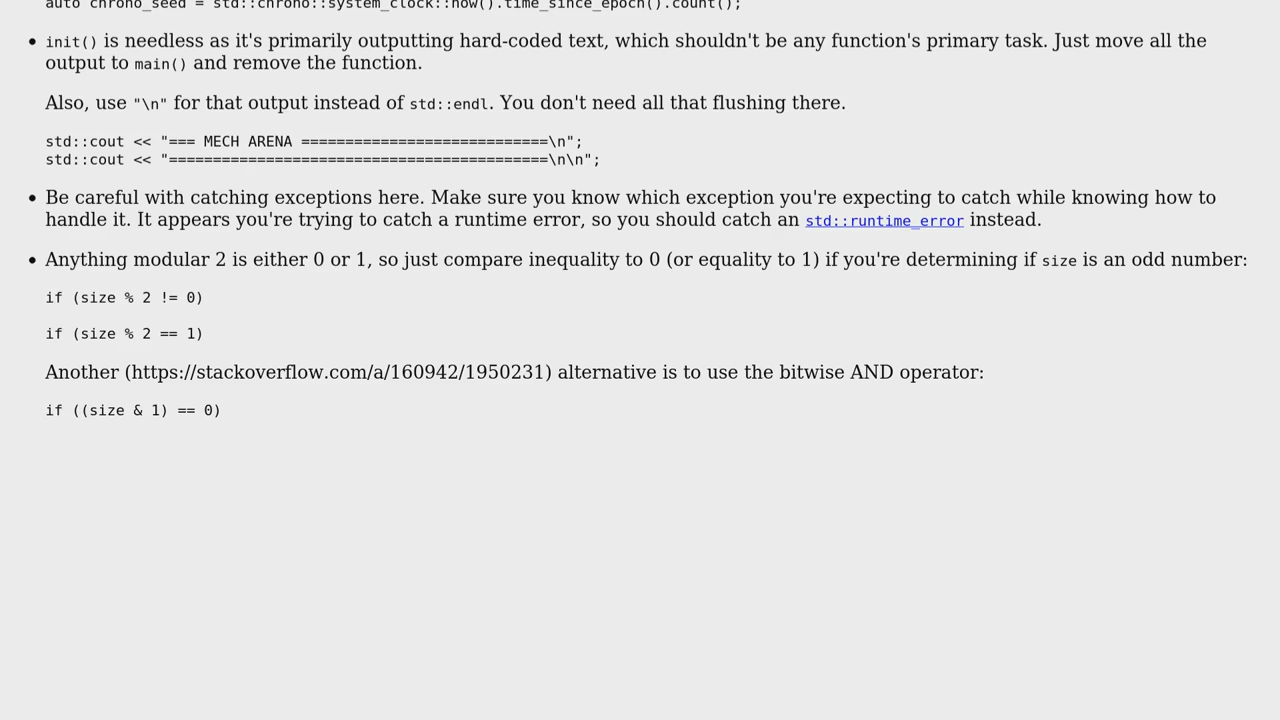 auto chrono_seed = std::chrono::system_clock::now().time_since_epoch().count();
init() is needless as it's primarily outputting hard-coded text, which shouldn't be any function's primary task. Just move all the
output to main() and remove the function.
Also, use "\n" for that output instead of std::endl. You don't need all that flushing there.
std::cout << "=== MECH ARENA ============================\n";
std::cout << "===========================================\n\n";
Be careful with catching exceptions here. Make sure you know which exception you're expecting to catch while knowing how to
handle it. It appears you're trying to catch a runtime error, so you should catch an std::runtime_error instead.
Anything modular 2 is either 0 or 1, so just compare inequality to 0 (or equality to 1) if you're determining if size is an odd number:
if (size % 2 != 0)
if (size % 2 == 1)
Another (https://stackoverflow.com/a/160942/1950231) alternative is to use the bitwise AND operator:
if ((size & 1) == 0)